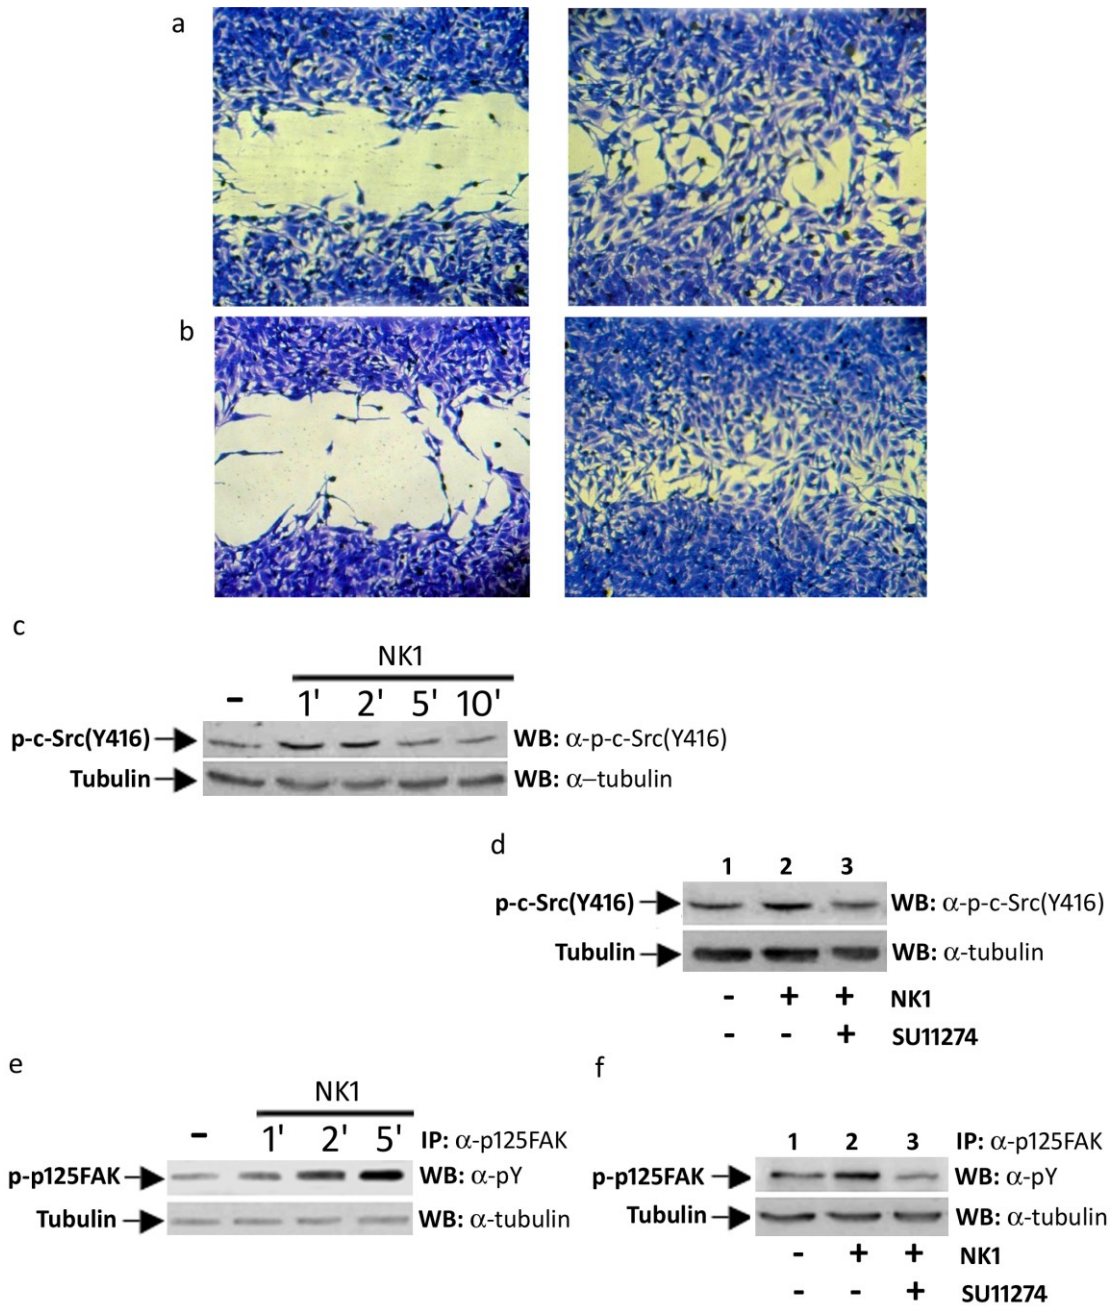 a
b
c
NK1
- 1' 2' 5' 10'
p-c-Src(Y416) WB: α-p-c-Src(Y416)
Tubulin WB: α–tubulin
d
1 2 3
p-c-Src(Y416) WB: α-p-c-Src(Y416)
Tubulin WB: α-tubulin
- + + NK1
- - + SU11274
e
NK1
- 1' 2' 5' IP: α-p125FAK
p-p125FAK WB: α-pY
Tubulin WB: α-tubulin
f
1 2 3 IP: α-p125FAK
p-p125FAK WB: α-pY
Tubulin WB: α-tubulin
- + + NK1
- - + SU11274